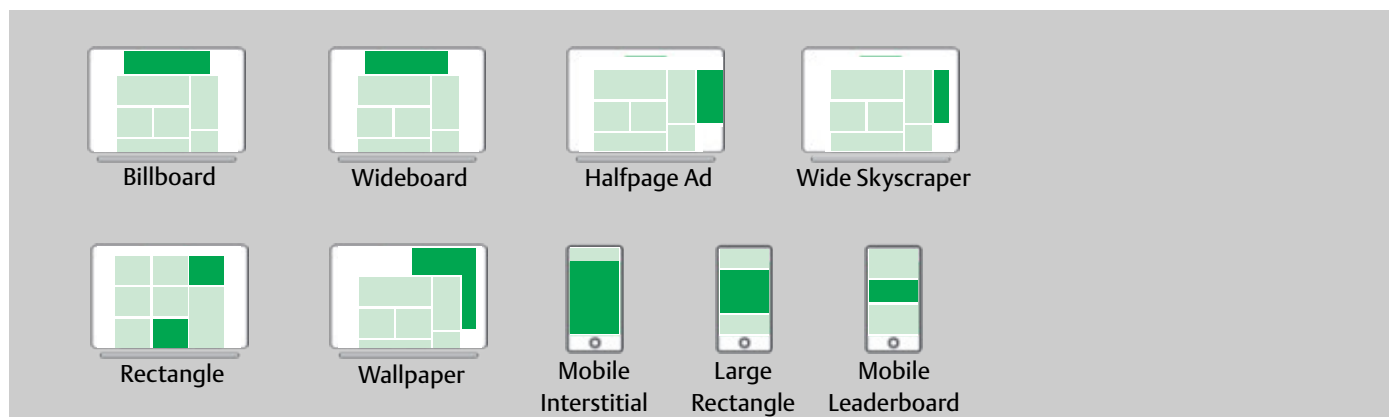 Billboard
Wideboard
Halfpage Ad
Wide Skyscraper
Rectangle
Wallpaper
Mobile
Interstitial
Large
Rectangle
Mobile
Leaderboard